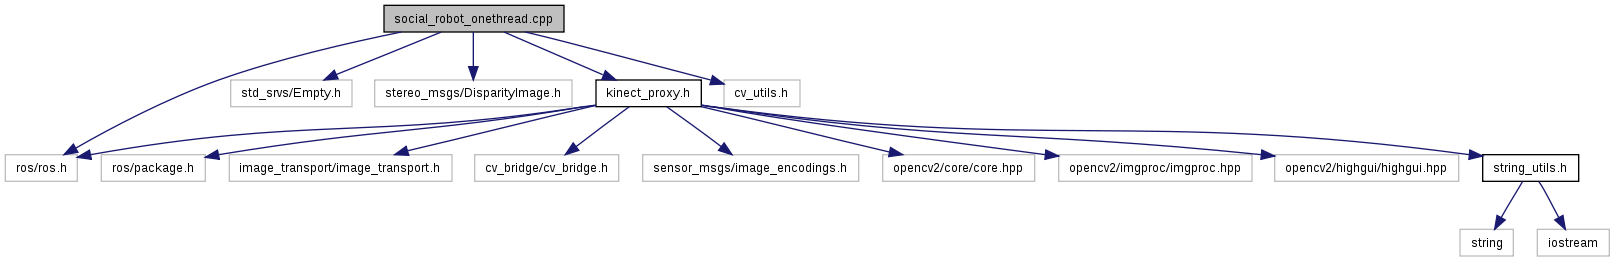 social_robot_onethread.cpp
std_srvs/Empty.h
stereo_msgs/DisparityImage.h
kinect_proxy.h
cv_utils.h
ros/ros.h
ros/package.h
image_transport/image_transport.h
cv_bridge/cv_bridge.h
sensor_msgs/image_encodings.h
opencv2/core/core.hpp
opencv2/imgproc/imgproc.hpp
opencv2/highgui/highgui.hpp
string_utils.h
string
iostream